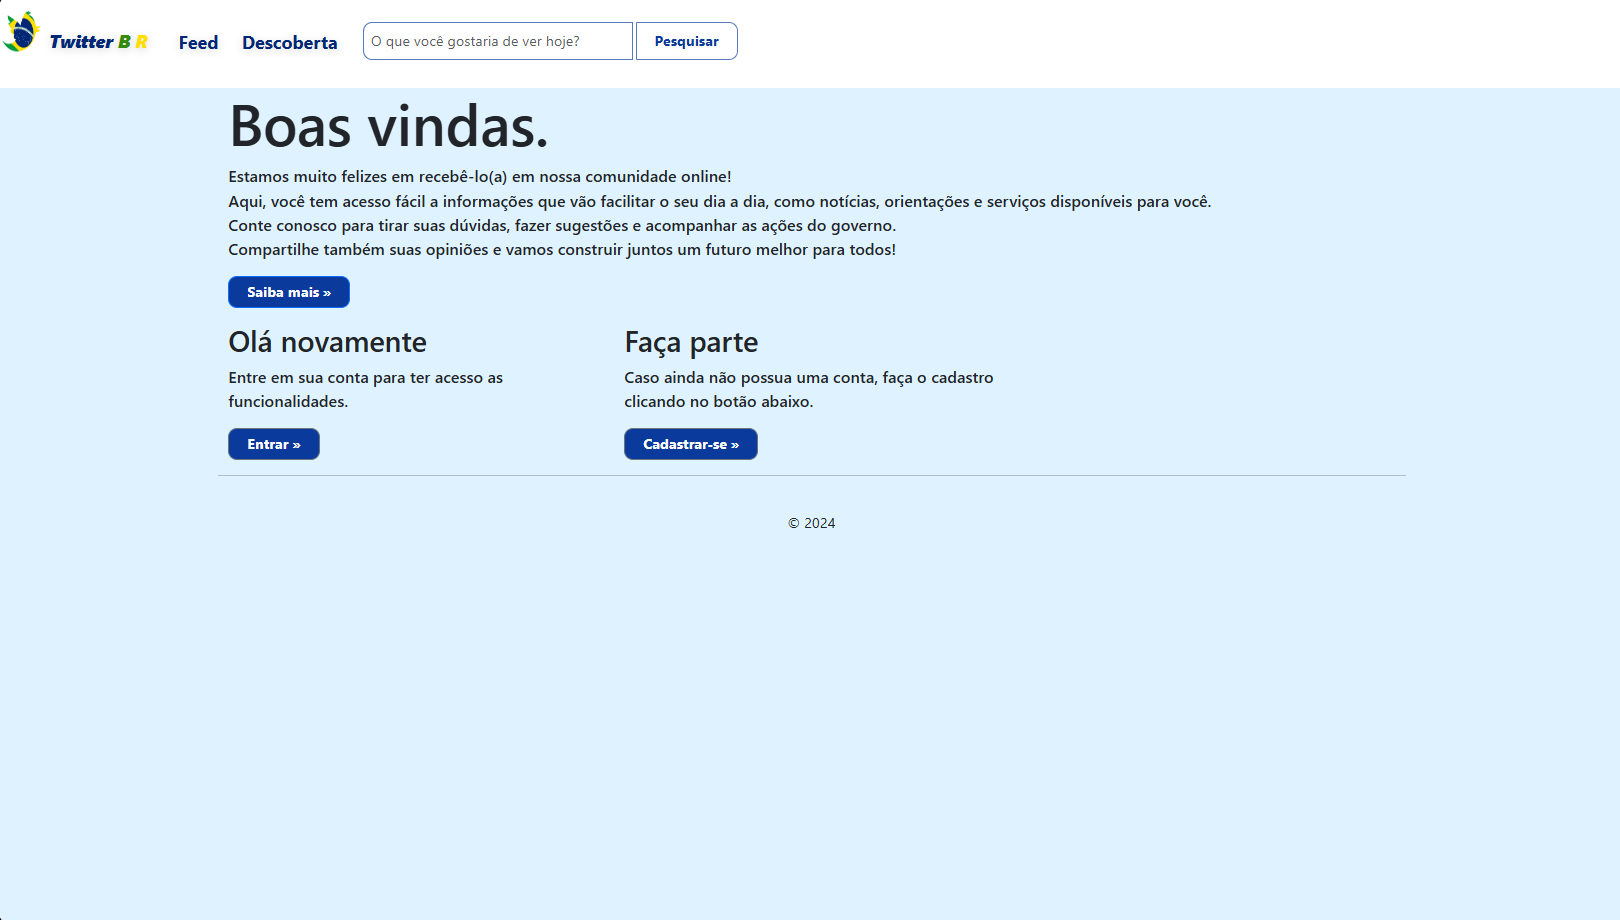 Twitter B R
Feed
Descoberta
O que você gostaria de ver hoje?
Pesquisar
Boas vindas.
Estamos muito felizes em recebê-lo(a) em nossa comunidade online!
Aqui, você tem acesso fácil a informações que vão facilitar o seu dia a dia, como notícias, orientações e serviços disponíveis para você.
Conte conosco para tirar suas dúvidas, fazer sugestões e acompanhar as ações do governo.
Compartilhe também suas opiniões e vamos construir juntos um futuro melhor para todos!
Saiba mais »
Olá novamente
Entre em sua conta para ter acesso as
funcionalidades.
Entrar »
Faça parte
Caso ainda não possua uma conta, faça o cadastro
clicando no botão abaixo.
Cadastrar-se »
© 2024